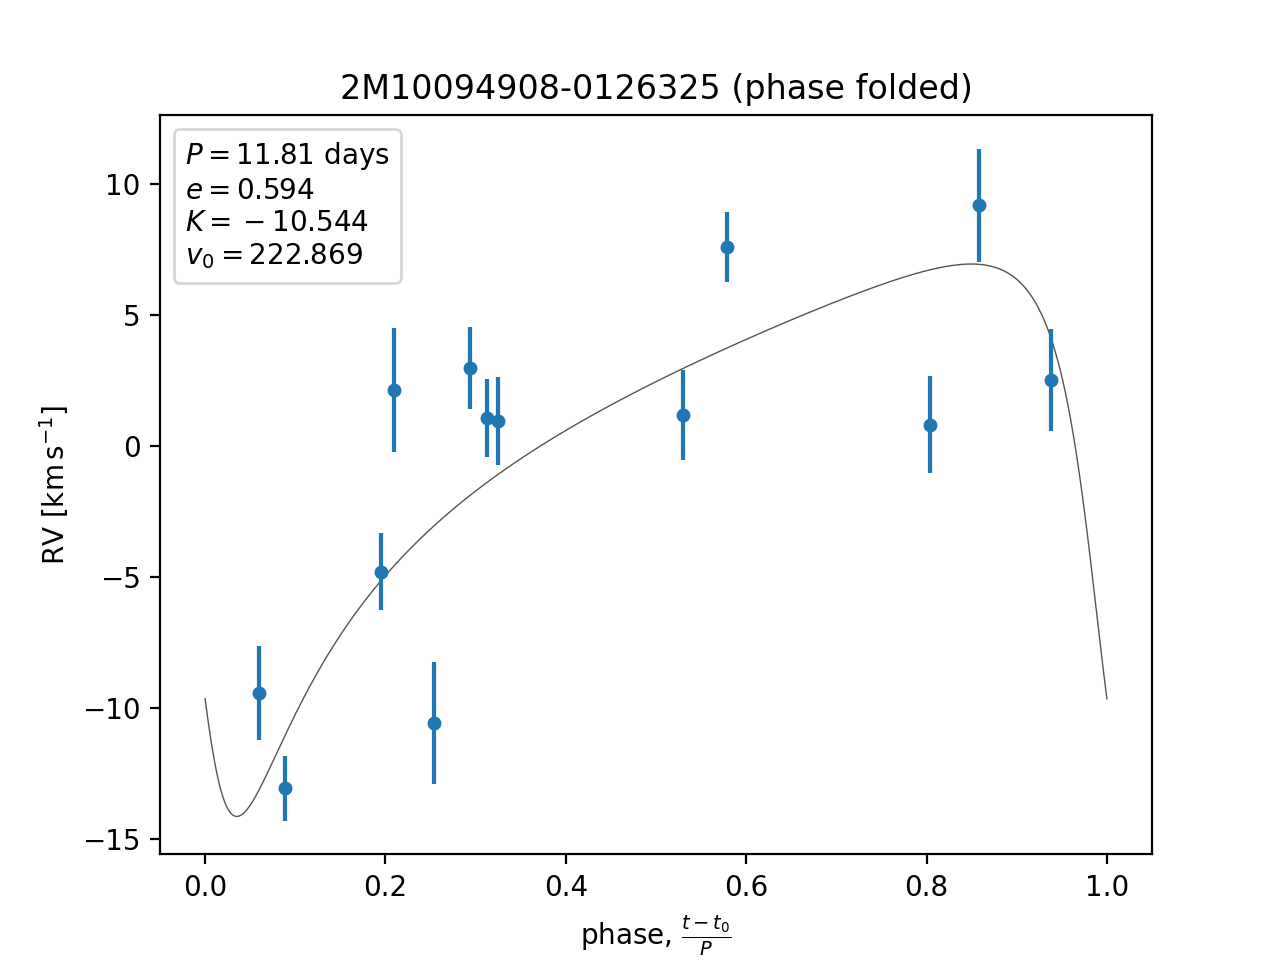 2M10094908-0126325 (phase folded)
P = 11.81 days
e = 0.594
K = −10.544
v₀ = 222.869
10
5
0
−5
−10
−15
RV [km s⁻¹]
0.0 0.2 0.4 0.6 0.8 1.0
phase, (t − t₀)/P